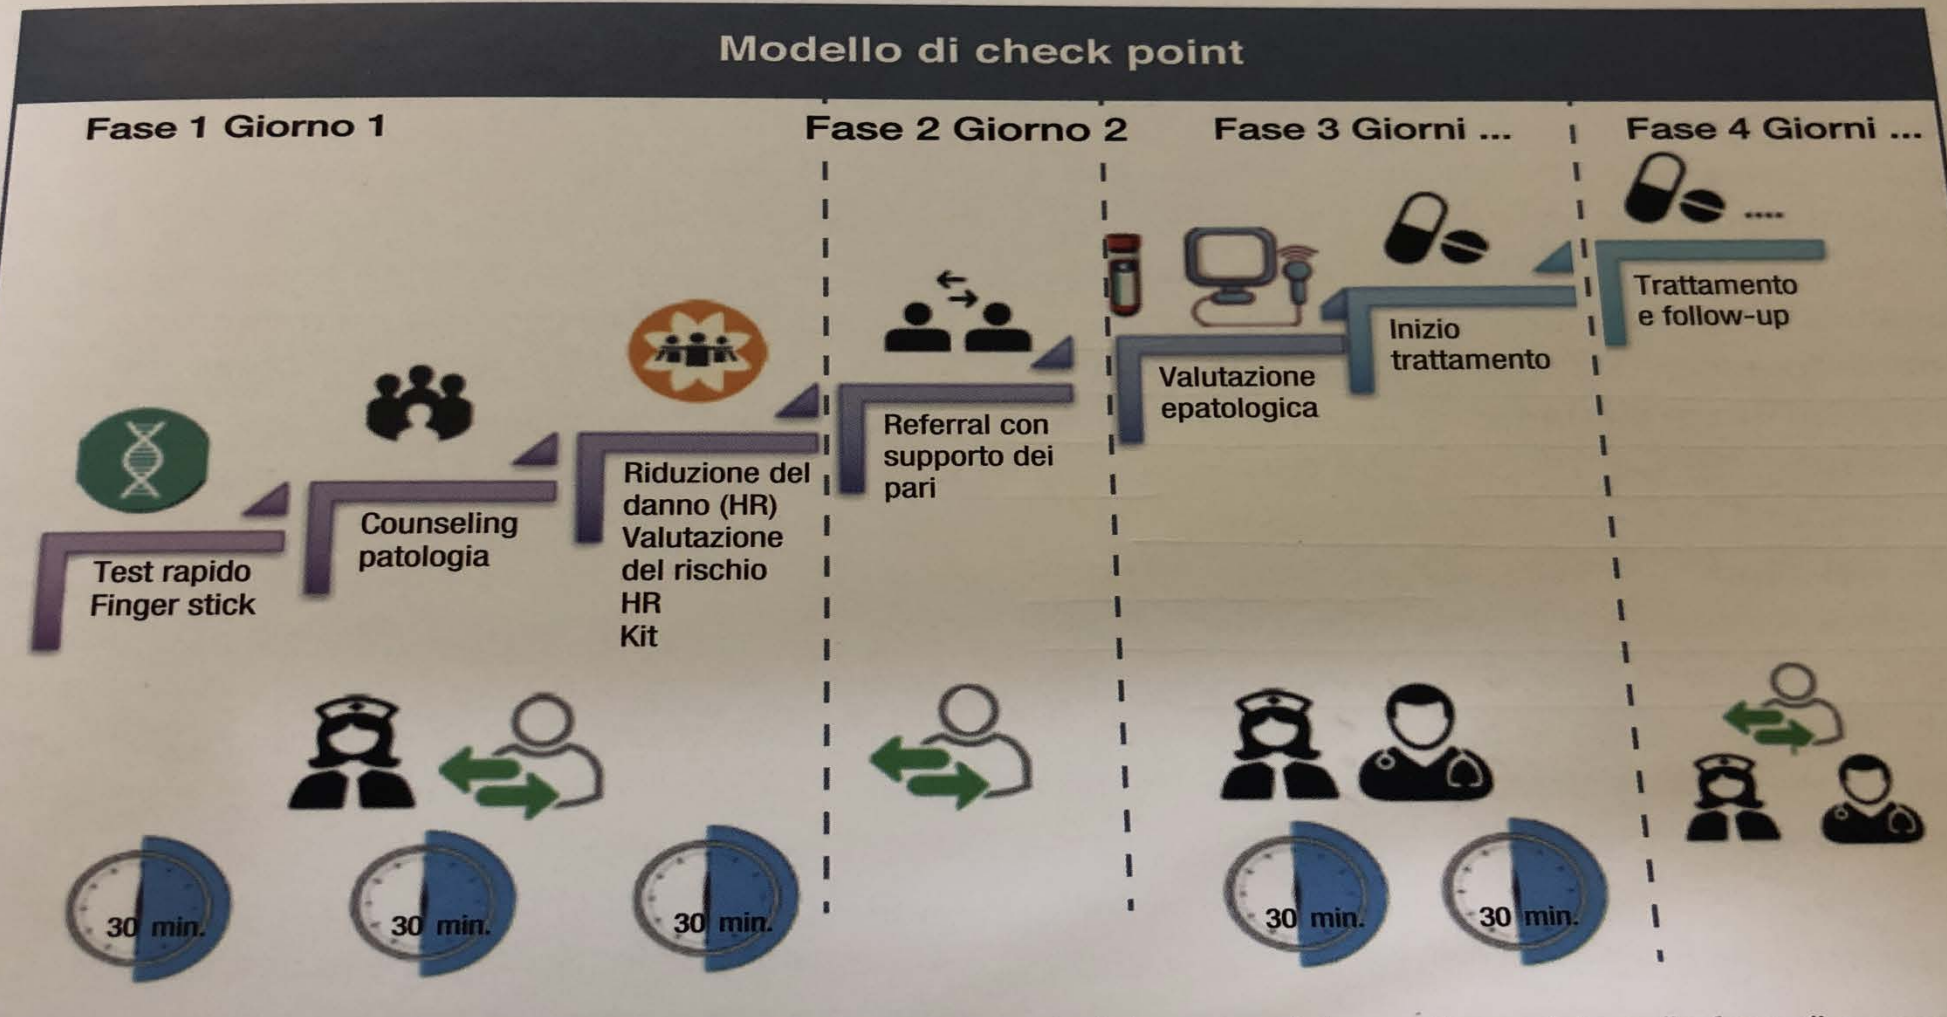 Modello di check point
Fase 1 Giorno 1
Fase 2 Giorno 2
Fase 3 Giorni ...
Fase 4 Giorni ...
Test rapido
Finger stick
Counseling
patologia
Riduzione del
danno (HR)
Valutazione
del rischio
HR
Kit
Referral con
supporto dei
pari
Valutazione
epatologica
Inizio
trattamento
....
Trattamento
e follow-up
30 min.
30 min.
30 min.
30 min.
30 min.